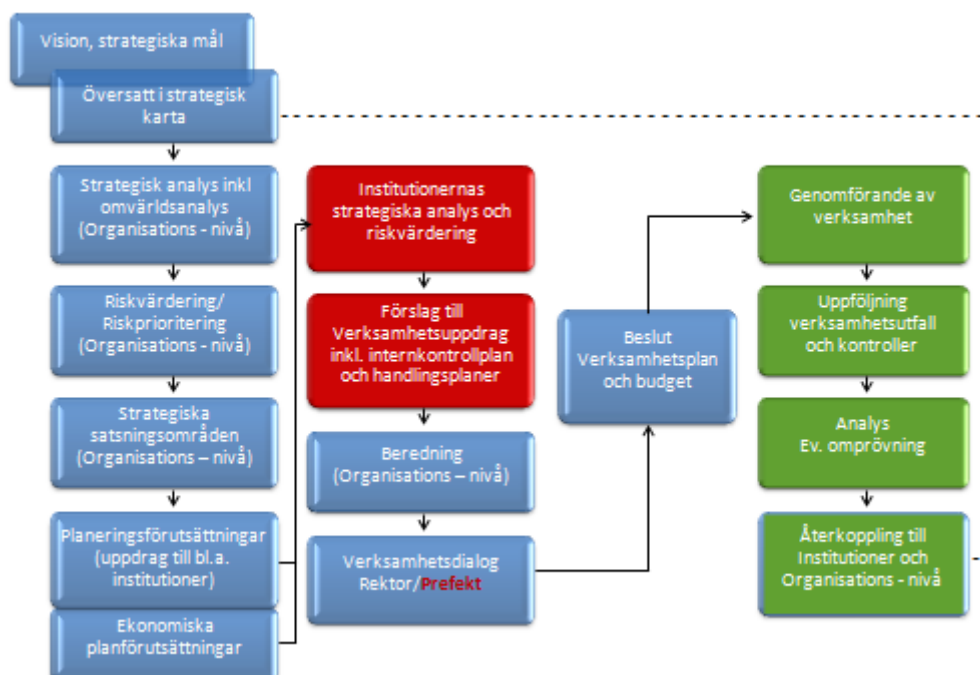 Vision, strategiska mål
Översatt i strategisk
karta
Strategisk analys inkl
omvärldsanalys
(Organisations - nivå)
Riskvärdering/
Riskprioritering
(Organisations - nivå)
Strategiska
satsningsområden
(Organisations – nivå)
Planeringsförutsättningar
(uppdrag till bl.a.
institutioner)
Ekonomiska
planförutsättningar
Institutionernas
strategiska analys och
riskvärdering
Förslag till
Verksamhetsuppdrag
inkl. internkontrollplan
och handlingsplaner
Beredning
(Organisations – nivå)
Verksamhetsdialog
Rektor/Prefekt
Beslut
Verksamhetsplan
och budget
Genomförande av
verksamhet
Uppföljning
verksamhetsutfall
och kontroller
Analys
Ev. omprövning
Återkoppling till
Institutioner och
Organisations - nivå